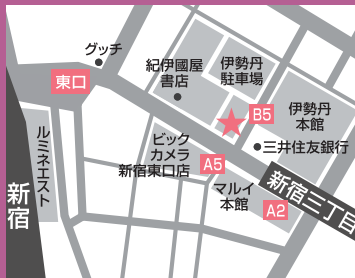 グッチ
東口
紀伊國屋
書店
伊勢丹
駐車場
B5
伊勢丹
本館
三井住友銀行
ビック
カメラ
新宿東口店
A5
マルイ
本館
A2
新宿三丁目
ルミネエスト
新宿